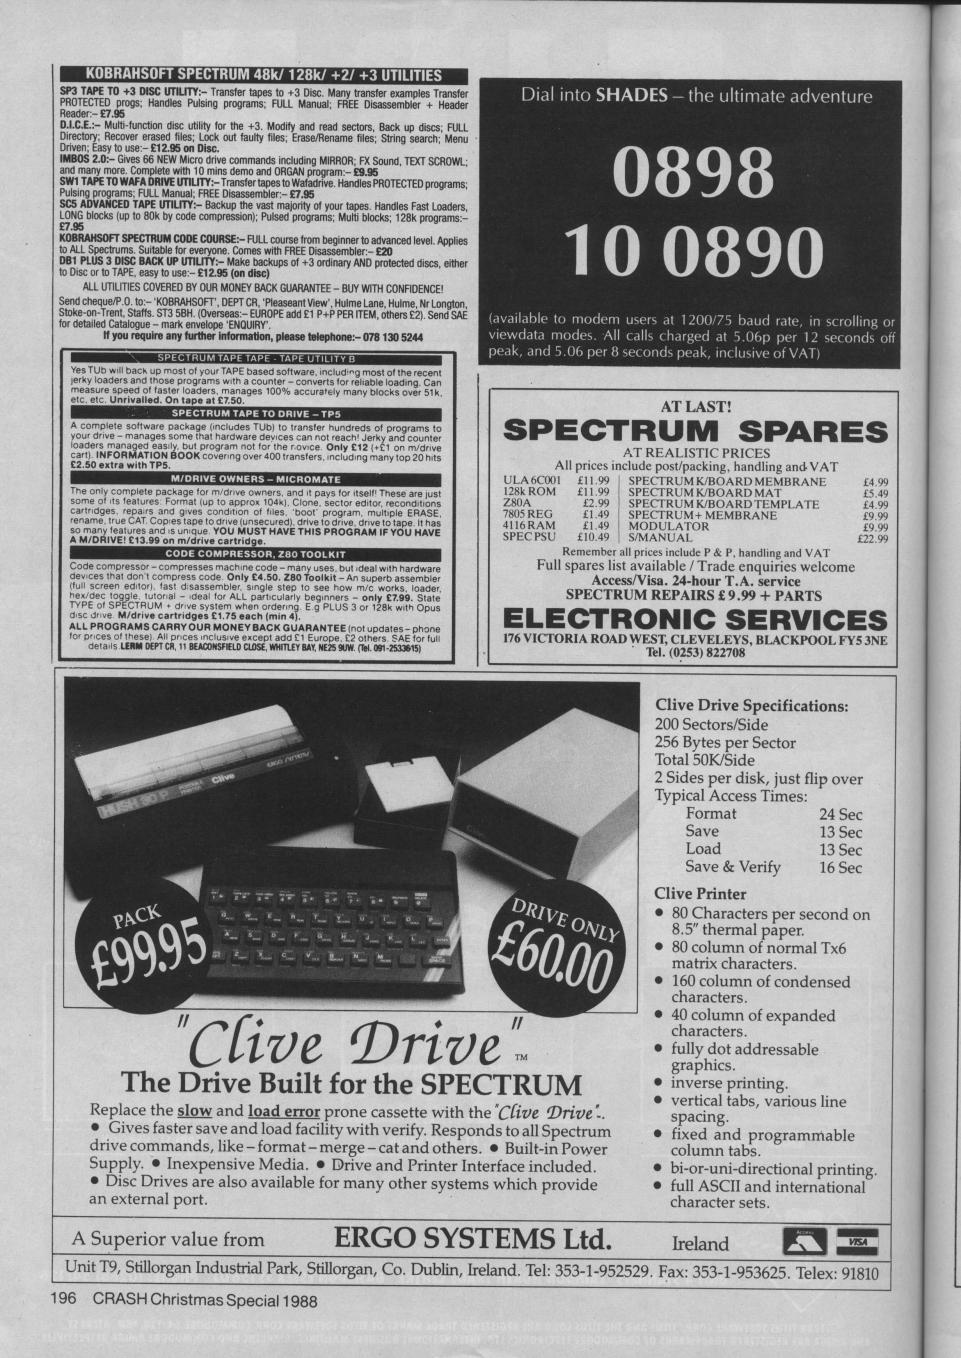 KOBRAHSOFT SPECTRUM 48k/ 128k/ +2/ +3 UTILITIES
SP3 TAPE TO +3 DISC UTILITY:– Transfer tapes to +3 Disc. Many transfer examples Transfer
PROTECTED progs; Handles Pulsing programs; FULL Manual; FREE Disassembler + Header
Reader:– £7.95
D.I.C.E.:– Multi-function disc utility for the +3. Modify and read sectors, Back up discs; FULL
Directory; Recover erased files; Lock out faulty files; Erase/Rename files; String search; Menu
Driven; Easy to use:– £12.95 on Disc.
IMBOS 2.0:– Gives 66 NEW Micro drive commands including MIRROR; FX Sound, TEXT SCROWL;
and many more. Complete with 10 mins demo and ORGAN program:– £9.95
SW1 TAPE TO WAFA DRIVE UTILITY:– Transfer tapes to Wafadrive. Handles PROTECTED programs;
Pulsing programs; FULL Manual; FREE Disassembler:– £7.95
SC5 ADVANCED TAPE UTILITY:– Backup the vast majority of your tapes. Handles Fast Loaders,
LONG blocks (up to 80k by code compression); Pulsed programs; Multi blocks; 128k programs:–
£7.95
KOBRAHSOFT SPECTRUM CODE COURSE:– FULL course from beginner to advanced level. Applies
to ALL Spectrums. Suitable for everyone. Comes with FREE Disassembler:– £20
DB1 PLUS 3 DISC BACK UP UTILITY:– Make backups of +3 ordinary AND protected discs, either
to Disc or to TAPE, easy to use:– £12.95 (on disc)
ALL UTILITIES COVERED BY OUR MONEY BACK GUARANTEE – BUY WITH CONFIDENCE!
Send cheque/P.O. to:– 'KOBRAHSOFT', DEPT CR, 'Pleaseant View', Hulme Lane, Hulme, Nr Longton,
Stoke-on-Trent, Staffs. ST3 5BH. (Overseas:– EUROPE add £1 P+P PER ITEM, others £2). Send SAE
for detailed Catalogue – mark envelope 'ENQUIRY'.
If you require any further information, please telephone:– 078 130 5244
SPECTRUM TAPE TAPE - TAPE UTILITY B
Yes TUb will back up most of your TAPE based software, including most of the recent
jerky loaders and those programs with a counter – converts for reliable loading. Can
measure speed of faster loaders, manages 100% accurately many blocks over 51k,
etc, etc. Unrivalled. On tape at £7.50.
SPECTRUM TAPE TO DRIVE – TP5
A complete software package (includes TUb) to transfer hundreds of programs to
your drive – manages some that hardware devices can not reach! Jerky and counter
loaders managed easily, but program not for the novice. Only £12 (+£1 on m/drive
cart). INFORMATION BOOK covering over 400 transfers, including many top 20 hits
£2.50 extra with TP5.
M/DRIVE OWNERS – MICROMATE
The only complete package for m/drive owners, and it pays for itself! These are just
some of its features: Format (up to approx 104k), Clone, sector editor, reconditions
cartridges, repairs and gives condition of files, 'boot' program, multiple ERASE,
rename, true CAT. Copies tape to drive (unsecured), drive to drive, drive to tape. It has
so many features and is unique. YOU MUST HAVE THIS PROGRAM IF YOU HAVE
A M/DRIVE! £13.99 on m/drive cartridge.
CODE COMPRESSOR, Z80 TOOLKIT
Code compressor – compresses machine code – many uses, but ideal with hardware
devices that don't compress code. Only £4.50. Z80 Toolkit – An superb assembler
(full screen editor), fast disassembler, single step to see how m/c works, loader,
hex/dec toggle, tutorial – ideal for ALL particularly beginners – only £7.99. State
TYPE of SPECTRUM + drive system when ordering. E.g PLUS 3 or 128k with Opus
disc drive. M/drive cartridges £1.75 each (min 4).
ALL PROGRAMS CARRY OUR MONEY BACK GUARANTEE (not updates – phone
for prices of these). All prices inclusive except add £1 Europe, £2 others. SAE for full
details. LERM DEPT CR, 11 BEACONSFIELD CLOSE, WHITLEY BAY, NE25 9UW. (Tel. 091-2533615)
Dial into SHADES – the ultimate adventure
0898
10 0890
(available to modem users at 1200/75 baud rate, in scrolling or
viewdata modes. All calls charged at 5.06p per 12 seconds off
peak, and 5.06 per 8 seconds peak, inclusive of VAT)
AT LAST!
SPECTRUM SPARES
AT REALISTIC PRICES
All prices include post/packing, handling and VAT
ULA 6C001 £11.99 SPECTRUM K/BOARD MEMBRANE £4.99
128k ROM £11.99 SPECTRUM K/BOARD MAT £5.49
Z80A £2.99 SPECTRUM K/BOARD TEMPLATE £4.99
7805 REG £1.49 SPECTRUM+ MEMBRANE £9.99
4116 RAM £1.49 MODULATOR £9.99
SPEC PSU £10.49 S/MANUAL £22.99
Remember all prices include P & P, handling and VAT
Full spares list available / Trade enquiries welcome
Access/Visa. 24-hour T.A. service
SPECTRUM REPAIRS £9.99 + PARTS
ELECTRONIC SERVICES
176 VICTORIA ROAD WEST, CLEVELEYS, BLACKPOOL FY5 3NE
Tel. (0253) 822708
Clive
PACK
£99.95
DRIVE ONLY
£60.00
"Clive Drive" TM
The Drive Built for the SPECTRUM
Replace the slow and load error prone cassette with the "Clive Drive".
• Gives faster save and load facility with verify. Responds to all Spectrum
drive commands, like – format – merge – cat and others. • Built-in Power
Supply. • Inexpensive Media. • Drive and Printer Interface included.
• Disc Drives are also available for many other systems which provide
an external port.
Clive Drive Specifications:
200 Sectors/Side
256 Bytes per Sector
Total 50K/Side
2 Sides per disk, just flip over
Typical Access Times:
Format 24 Sec
Save 13 Sec
Load 13 Sec
Save & Verify 16 Sec
Clive Printer
• 80 Characters per second on
8.5" thermal paper.
• 80 column of normal Tx6
matrix characters.
• 160 column of condensed
characters.
• 40 column of expanded
characters.
• fully dot addressable
graphics.
• inverse printing.
• vertical tabs, various line
spacing.
• fixed and programmable
column tabs.
• bi-or-uni-directional printing.
• full ASCII and international
character sets.
A Superior value from ERGO SYSTEMS Ltd. Ireland Access VISA
Unit T9, Stillorgan Industrial Park, Stillorgan, Co. Dublin, Ireland. Tel: 353-1-952529. Fax: 353-1-953625. Telex: 91810
196 CRASH Christmas Special 1988